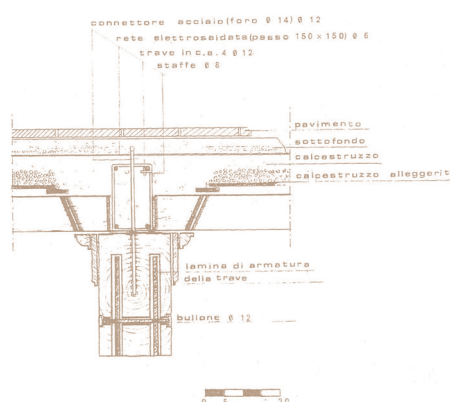 connettore acciaio (foro ø 14) ø 12
rete elettrosaldata (passo 150 × 150) ø 6
trave in c.a. 4 ø 12
staffe ø 8
pavimento
sottofondo
calcestruzzo
calcestruzzo alleggerit
lamina di armatura
della trave
bullone ø 12
0 5 20